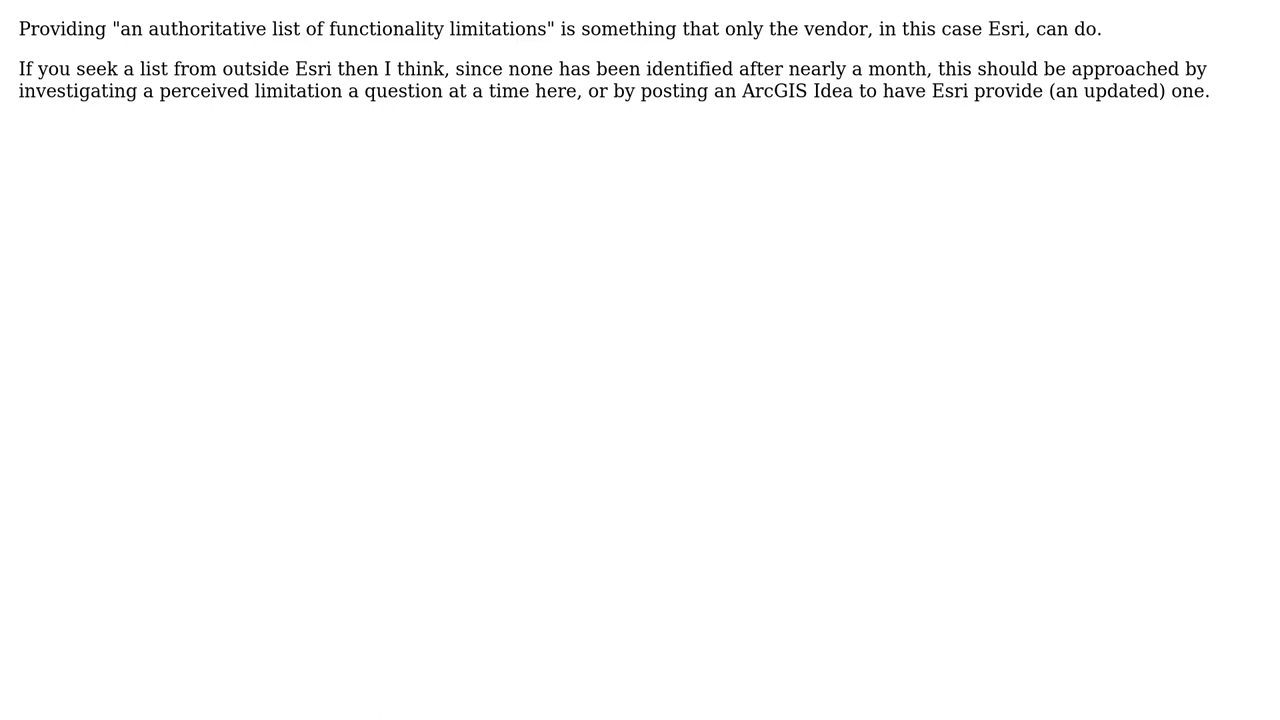 Providing "an authoritative list of functionality limitations" is something that only the vendor, in this case Esri, can do.
If you seek a list from outside Esri then I think, since none has been identified after nearly a month, this should be approached by
investigating a perceived limitation a question at a time here, or by posting an ArcGIS Idea to have Esri provide (an updated) one.